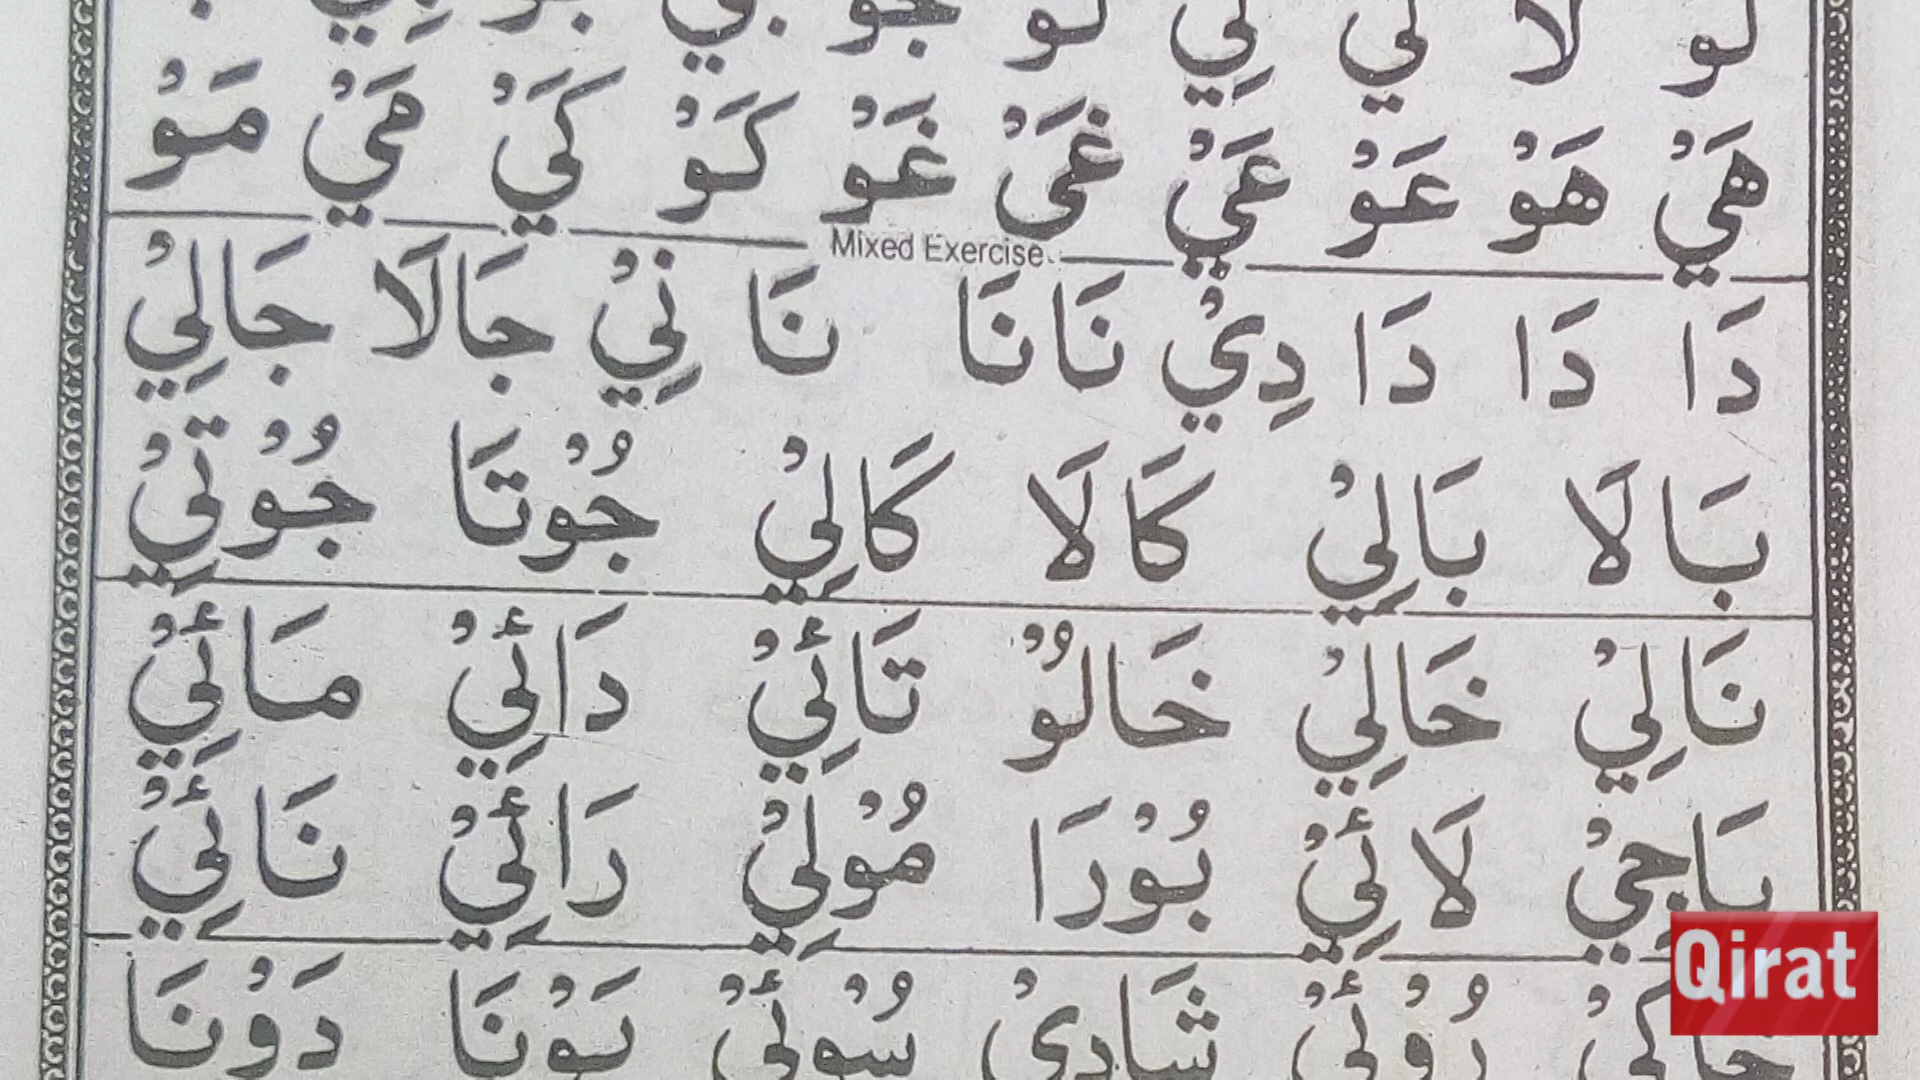 لَوْ لَا لَيْ لِيْ
هَيْ هَوْ عَوْ عَيْ غَيْ غَوْ كَوْ كَيْ مَيْ مَوْ
Mixed Exercise
دَا دَا دَا دِيْ نَانَا نَا نِيْ جَالَا جَالِيْ
بَالَا بَالِيْ كَالَا كَالِيْ جُوْتَا جُوْتِيْ
نَالِيْ خَالِيْ خَالُوْ تَائِيْ دَائِيْ مَائِيْ
بَاجِيْ لَائِيْ بُوْرَا مُوْلِيْ رَائِيْ نَائِيْ
رُوْئِيْ شَادِيْ سُوْئِيْ بَوْنَا دَوْنَا
Qirat